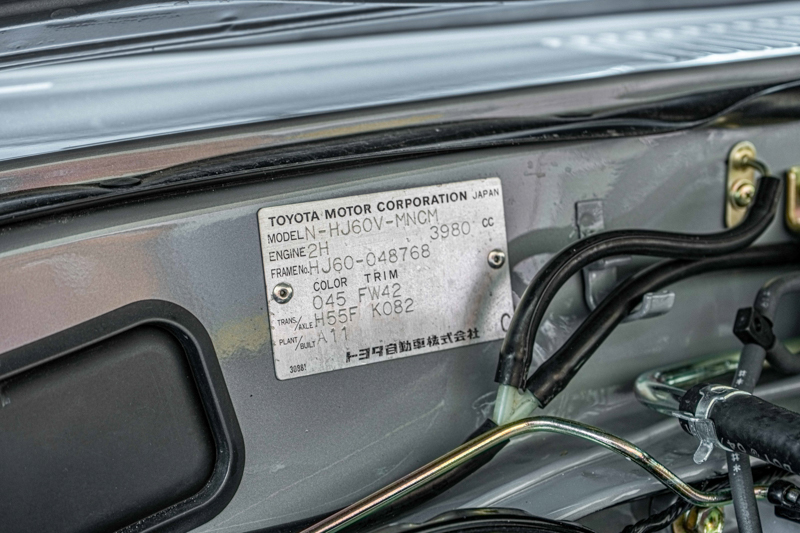 TOYOTA MOTOR CORPORATION JAPAN
MODEL N-HJ60V-MNCM
ENGINE 2H 3980 CC
FRAME No. HJ60-048768
COLOR TRIM
045 FW42
TRANS./AXLE H55F K082
PLANT/BUILT A11
トヨタ自動車株式会社
30881
C